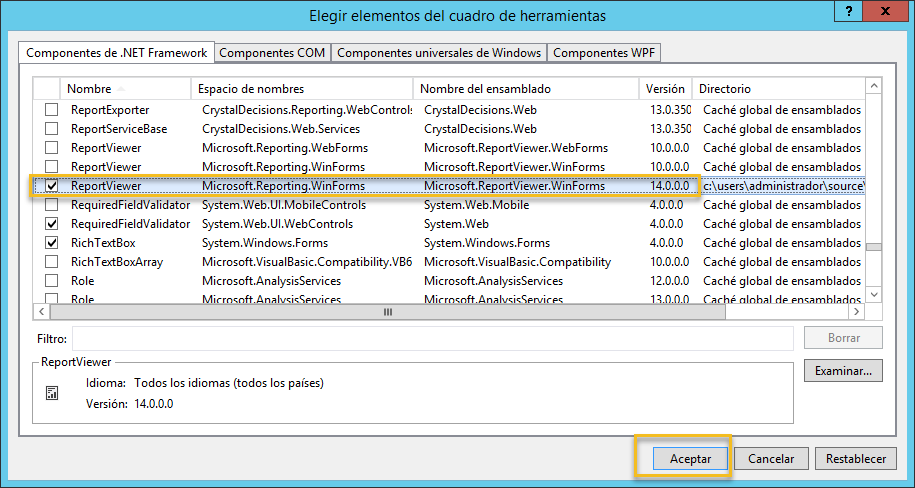 Elegir elementos del cuadro de herramientas
?
Componentes de .NET Framework Componentes COM Componentes universales de Windows Componentes WPF
Nombre Espacio de nombres Nombre del ensamblado Versión Directorio
ReportExporter CrystalDecisions.Reporting.WebControls CrystalDecisions.Web 13.0.350 Caché global de ensamblados
ReportServiceBase CrystalDecisions.Web.Services CrystalDecisions.Web 13.0.350 Caché global de ensamblados
ReportViewer Microsoft.Reporting.WebForms Microsoft.ReportViewer.WebForms 10.0.0.0 Caché global de ensamblados
ReportViewer Microsoft.Reporting.WinForms Microsoft.ReportViewer.WinForms 10.0.0.0 Caché global de ensamblados
ReportViewer Microsoft.Reporting.WinForms Microsoft.ReportViewer.WinForms 14.0.0.0 c:\users\administrador\source\
RequiredFieldValidator System.Web.UI.MobileControls System.Web.Mobile 4.0.0.0 Caché global de ensamblados
RequiredFieldValidator System.Web.UI.WebControls System.Web 4.0.0.0 Caché global de ensamblados
RichTextBox System.Windows.Forms System.Windows.Forms 4.0.0.0 Caché global de ensamblados
RichTextBoxArray Microsoft.VisualBasic.Compatibility.VB6 Microsoft.VisualBasic.Compatibility 10.0.0.0 Caché global de ensamblados
Role Microsoft.AnalysisServices Microsoft.AnalysisServices 12.0.0.0 Caché global de ensamblados
Role Microsoft.AnalysisServices Microsoft.AnalysisServices 13.0.0.0 Caché global de ensamblados
Filtro:
Borrar
ReportViewer
Examinar...
Idioma: Todos los idiomas (todos los países)
Versión: 14.0.0.0
Aceptar Cancelar Restablecer